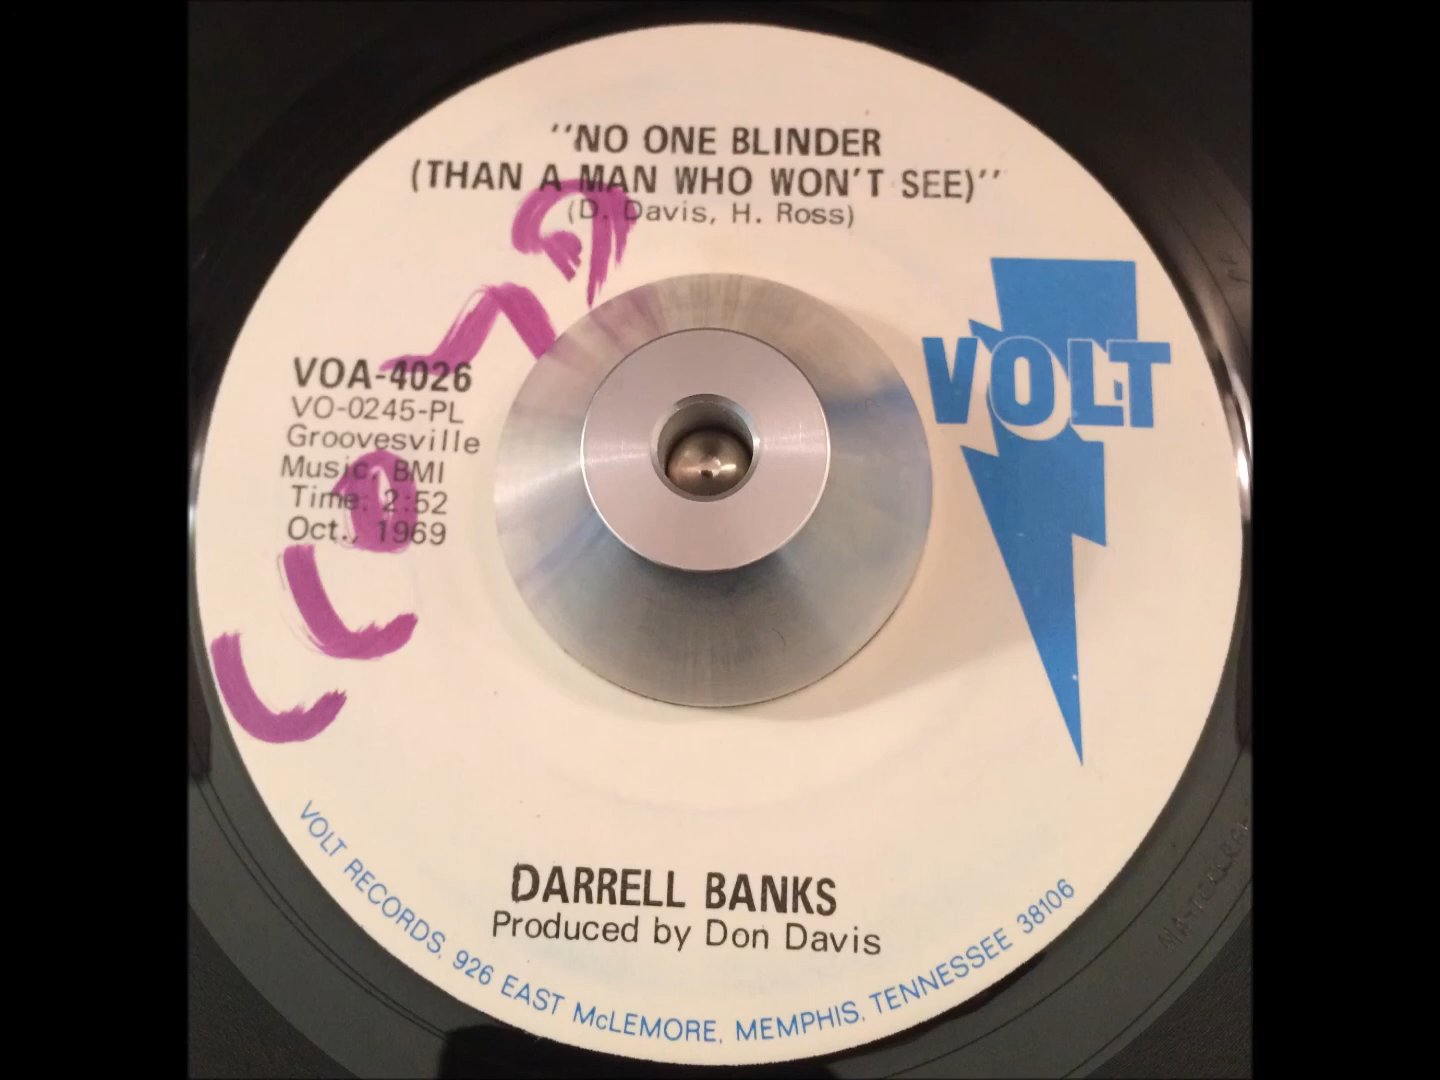 "NO ONE BLINDER
(THAN A MAN WHO WON'T SEE)"
(D. Davis, H. Ross)
VOLT
VOA-4026
VO-0245-PL
Groovesville
Music, BMI
Time: 2:52
Oct., 1969
DARRELL BANKS
Produced by Don Davis
VOLT RECORDS, 926 EAST McLEMORE, MEMPHIS, TENNESSEE 38106